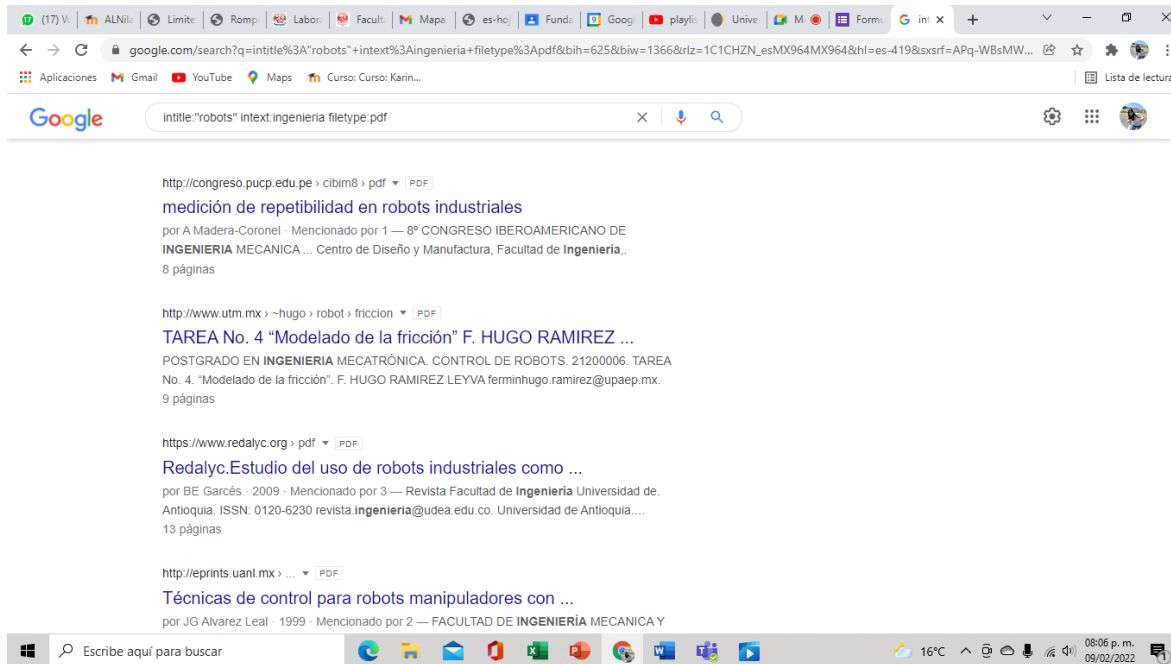 (17) W
ALNila
Limite
Romp
Labor
Facult
Mapa
es-hoj
Funda
Googl
playlis
Unive
M
Formu
int
google.com/search?q=intitle%3A"robots"+intext%3Aingenieria+filetype%3Apdf&bih=625&biw=1366&rlz=1C1CHZN_esMX964MX964&hl=es-419&sxsrf=APq-WBsMW...
Aplicaciones
Gmail
YouTube
Maps
Curso: Curso: Karin...
Lista de lectura
Google
intitle:"robots" intext:ingenieria filetype:pdf
http://congreso.pucp.edu.pe › cibim8 › pdf PDF
medición de repetibilidad en robots industriales
por A Madera-Coronel · Mencionado por 1 — 8º CONGRESO IBEROAMERICANO DE
INGENIERIA MECANICA ... Centro de Diseño y Manufactura, Facultad de Ingeniería,.
8 páginas
http://www.utm.mx › ~hugo › robot › friccion PDF
TAREA No. 4 “Modelado de la fricción” F. HUGO RAMIREZ ...
POSTGRADO EN INGENIERIA MECATRÓNICA. CONTROL DE ROBOTS. 21200006. TAREA
No. 4. “Modelado de la fricción”. F. HUGO RAMIREZ LEYVA ferminhugo.ramirez@upaep.mx.
9 páginas
https://www.redalyc.org › pdf PDF
Redalyc.Estudio del uso de robots industriales como ...
por BE Garcés · 2009 · Mencionado por 3 — Revista Facultad de Ingeniería Universidad de.
Antioquia. ISSN: 0120-6230 revista.ingenieria@udea.edu.co. Universidad de Antioquia....
13 páginas
http://eprints.uanl.mx › ... PDF
Técnicas de control para robots manipuladores con ...
por JG Alvarez Leal · 1999 · Mencionado por 2 — FACULTAD DE INGENIERÍA MECANICA Y
Escribe aquí para buscar
16°C
08:06 p. m.
09/02/2022